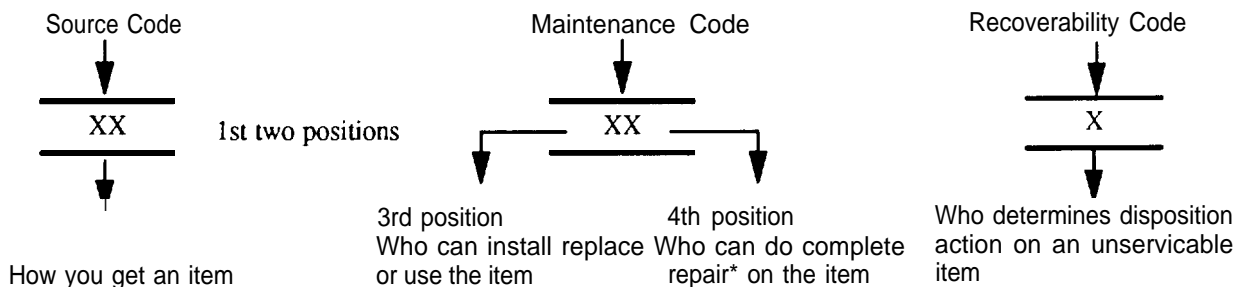 Source Code
XX
1st two positions
How you get an item
Maintenance Code
XX
3rd position
Who can install replace
or use the item
4th position
Who can do complete
repair* on the item
Recoverability Code
X
Who determines disposition
action on an unservicable
item